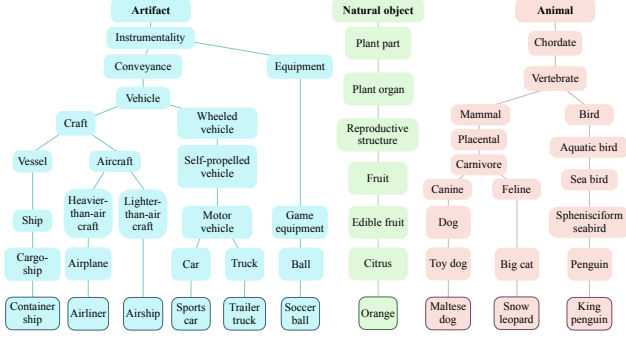 Artifact
Natural object
Animal
Instrumentality
Plant part
Chordate
Conveyance
Equipment
Vertebrate
Vehicle
Plant organ
Craft
Wheeled
vehicle
Mammal
Bird
Reproductive
structure
Placental
Aquatic bird
Vessel
Aircraft
Self-propelled
vehicle
Carnivore
Fruit
Canine
Feline
Sea bird
Ship
Heavier-
than-air
craft
Lighter-
than-air
craft
Motor
vehicle
Game
equipment
Edible fruit
Dog
Sphenisciform
seabird
Cargo-
ship
Airplane
Car
Truck
Ball
Citrus
Toy dog
Big cat
Penguin
Container
ship
Airliner
Airship
Sports
car
Trailer
truck
Soccer
ball
Orange
Maltese
dog
Snow
leopard
King
penguin